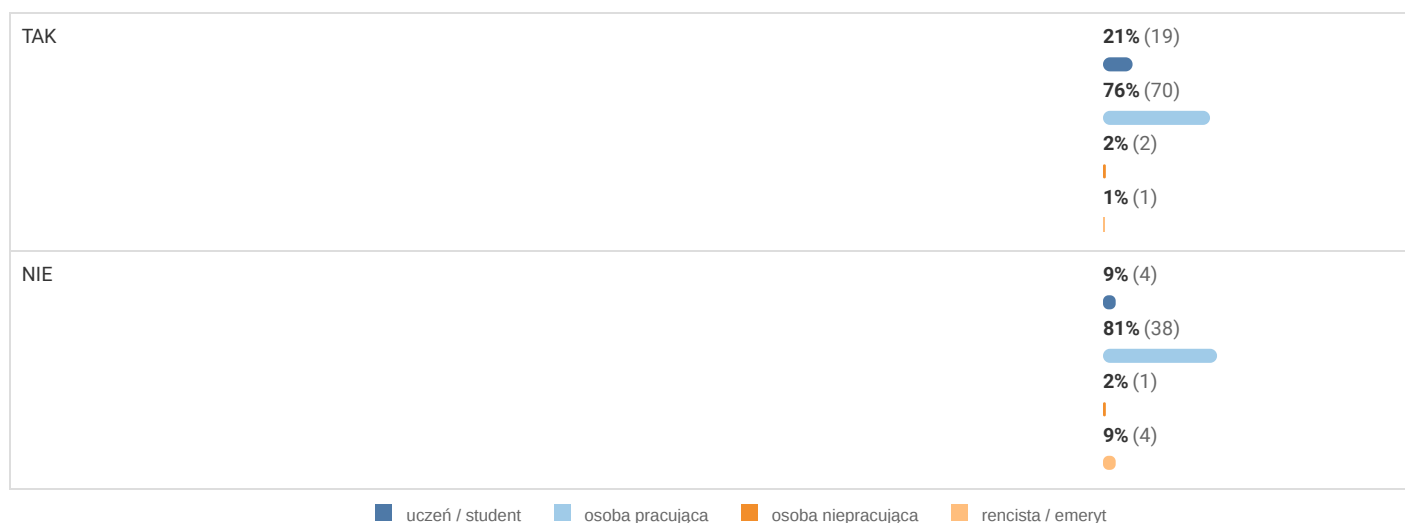 TAK
21% (19)
76% (70)
2% (2)
1% (1)
NIE
9% (4)
81% (38)
2% (1)
9% (4)
uczeń / student osoba pracująca osoba niepracująca rencista / emeryt